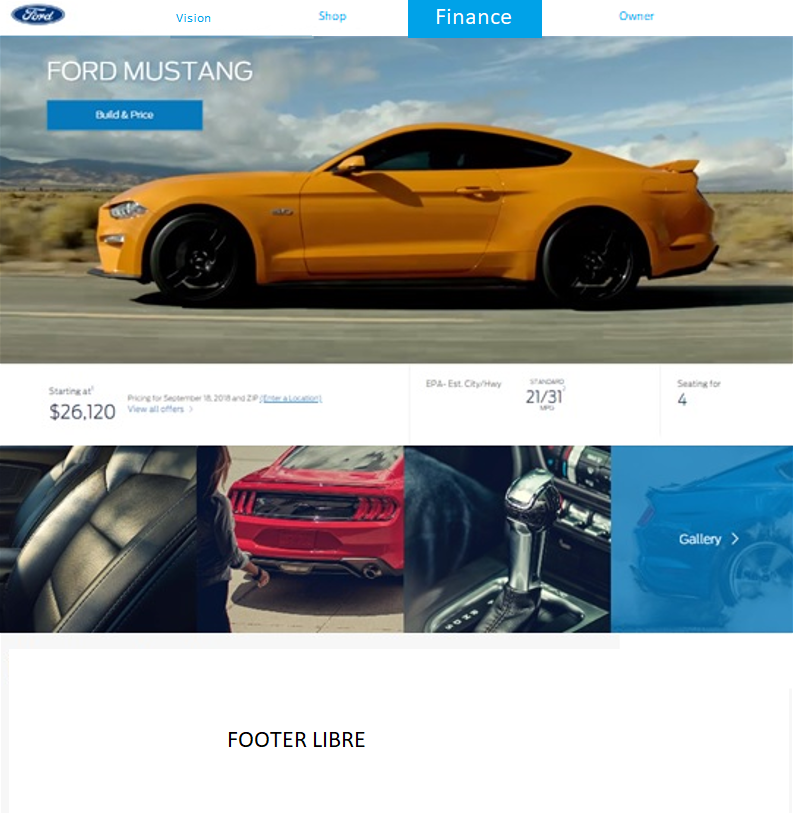 Ford
Vision
Shop
Finance
Owner
FORD MUSTANG
Build & Price
Starting at¹
$26,120
Pricing for September 18, 2018 and ZIP (Enter a Location)
View all offers >
EPA- Est. City/Hwy
STANDARD
21/31
MPG
Seating for
4
Gallery >
FOOTER LIBRE